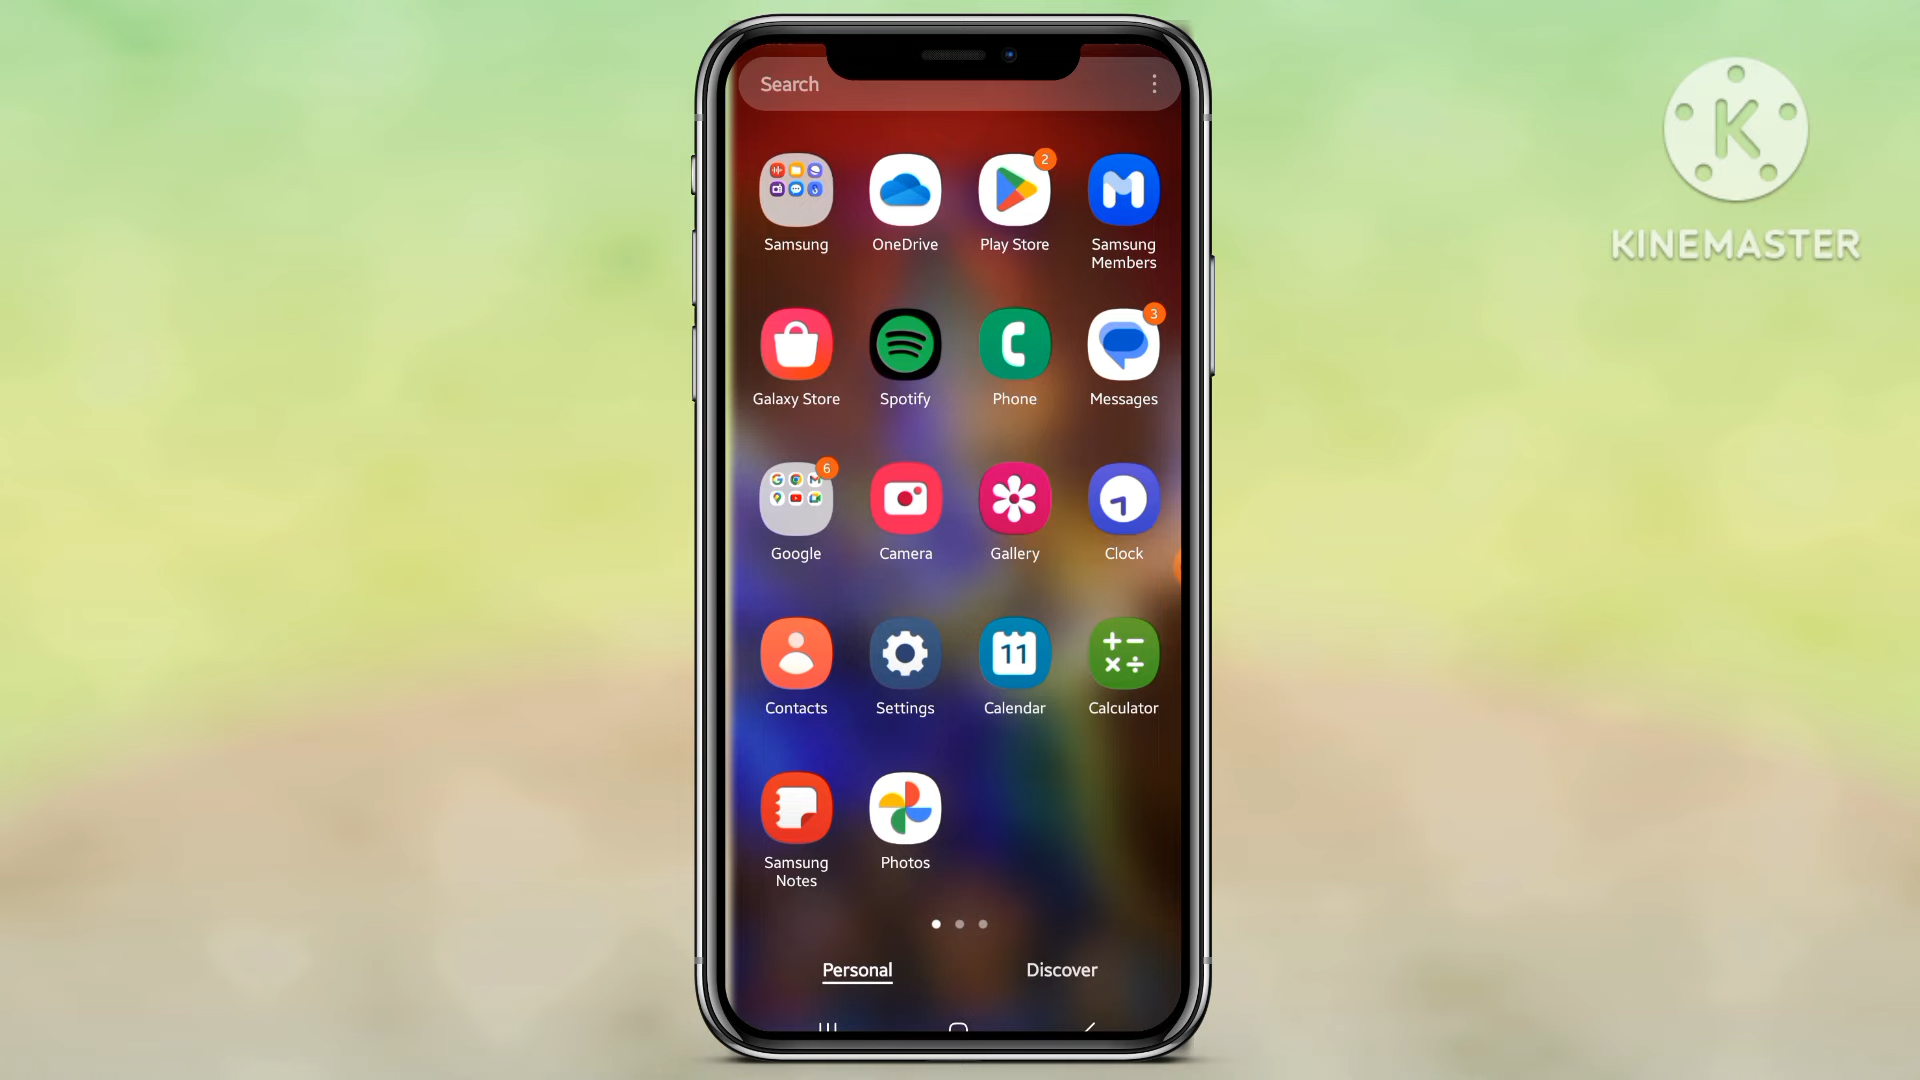 Search
K
KINEMASTER
2
Samsung
OneDrive
Play Store
Samsung
Members
3
Galaxy Store
Spotify
Phone
Messages
6
Google
Camera
Gallery
Clock
11
Contacts
Settings
Calendar
Calculator
Samsung
Notes
Photos
Personal
Discover